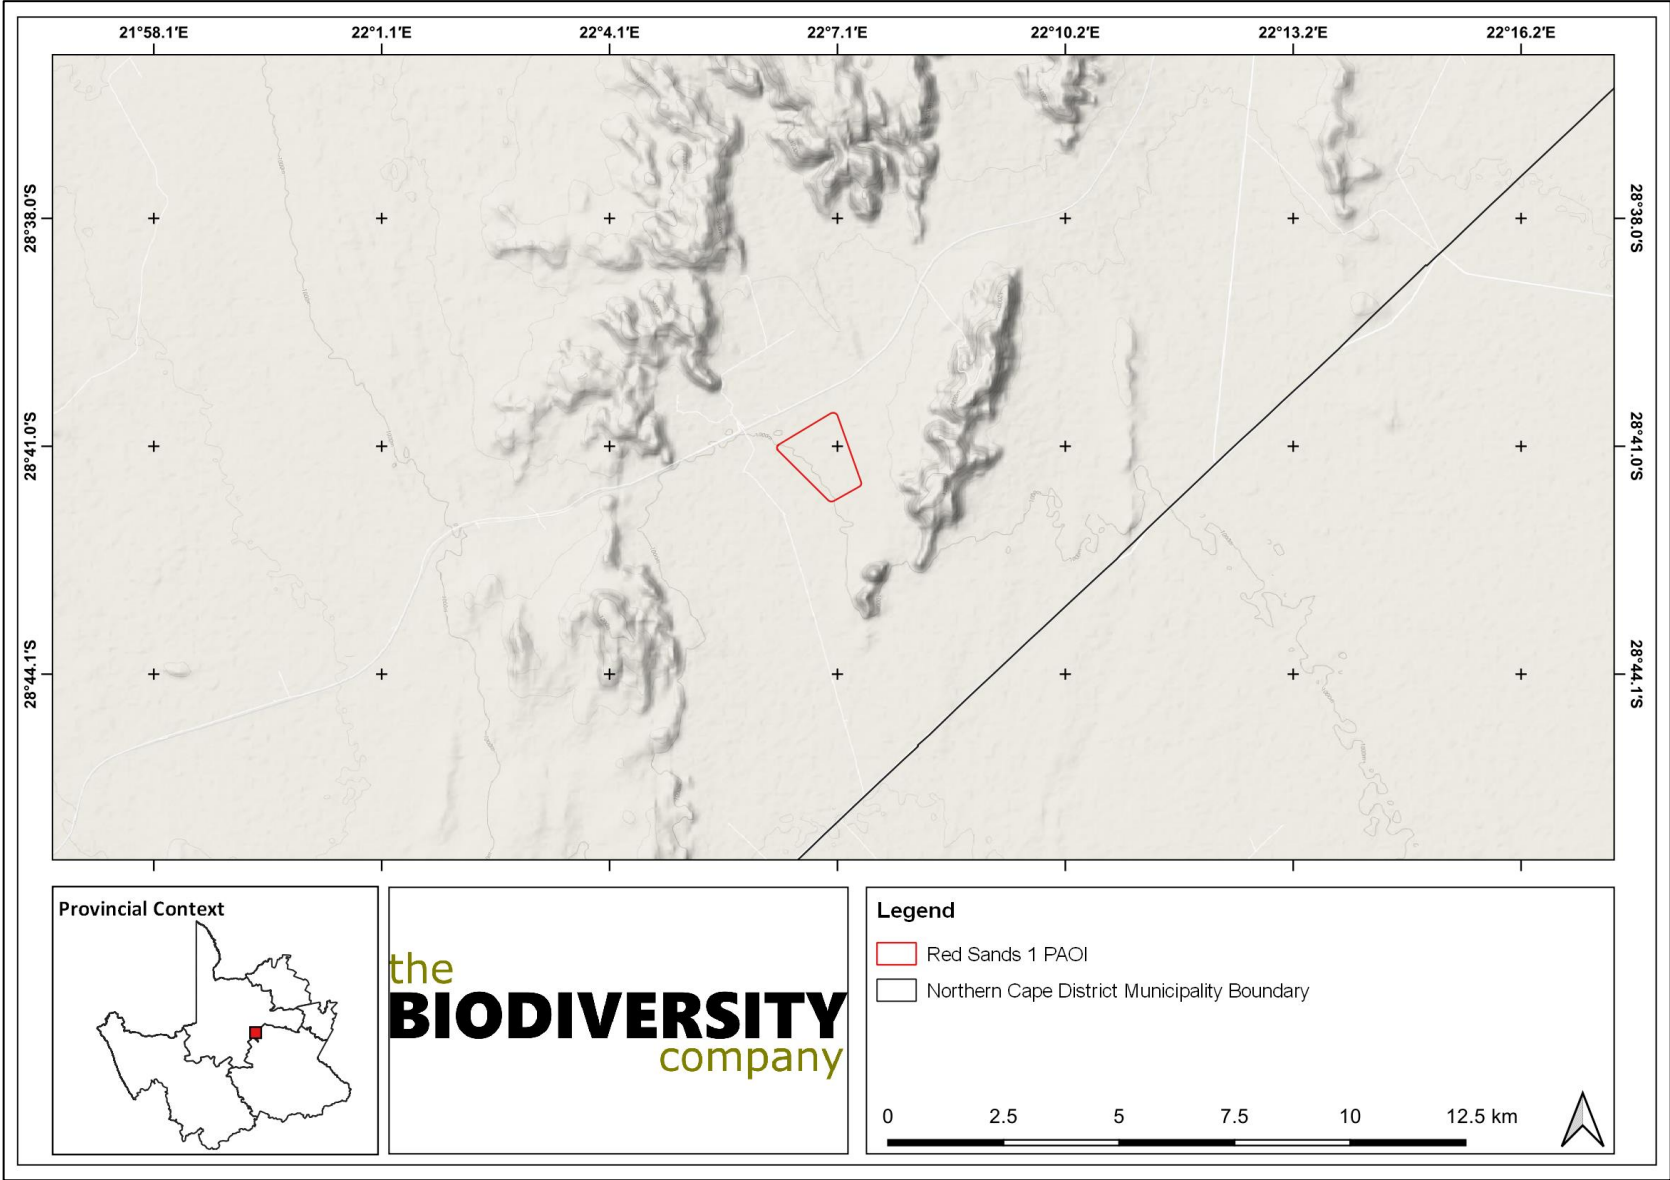 21°58.1'E 22°1.1'E 22°4.1'E 22°7.1'E 22°10.2'E 22°13.2'E 22°16.2'E
28°38.0'S 28°38.0'S
28°41.0'S 28°41.0'S
28°44.1'S 28°44.1'S
Provincial Context
the
BIODIVERSITY
company
Legend
Red Sands 1 PAOI
Northern Cape District Municipality Boundary
0 2.5 5 7.5 10 12.5 km